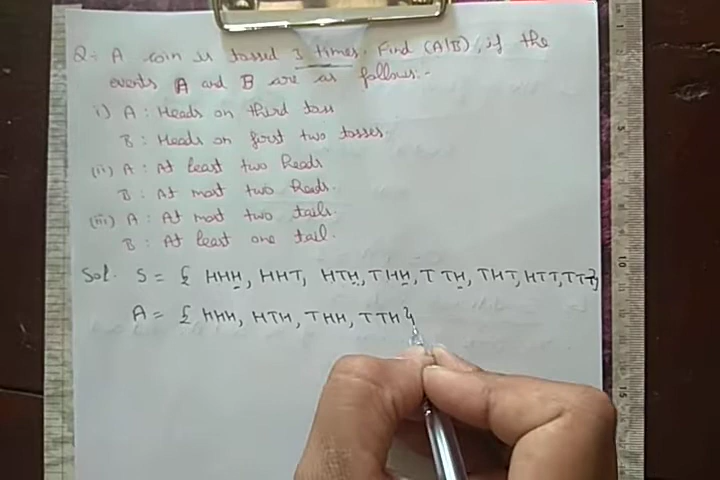 Q. A coin is tossed 3 times. Find (A|B), if the
events A and B are as follows:-
i) A: Heads on third toss
B: Heads on first two tosses.
(ii) A: At least two heads
B: At most two heads.
(iii) A: At most two tails.
B: At least one tail.
Sol. S = { HHH, HHT, HTH, THH, TTH, THT, HTT, TTT},
A = { HHH, HTH, THH, TTH}